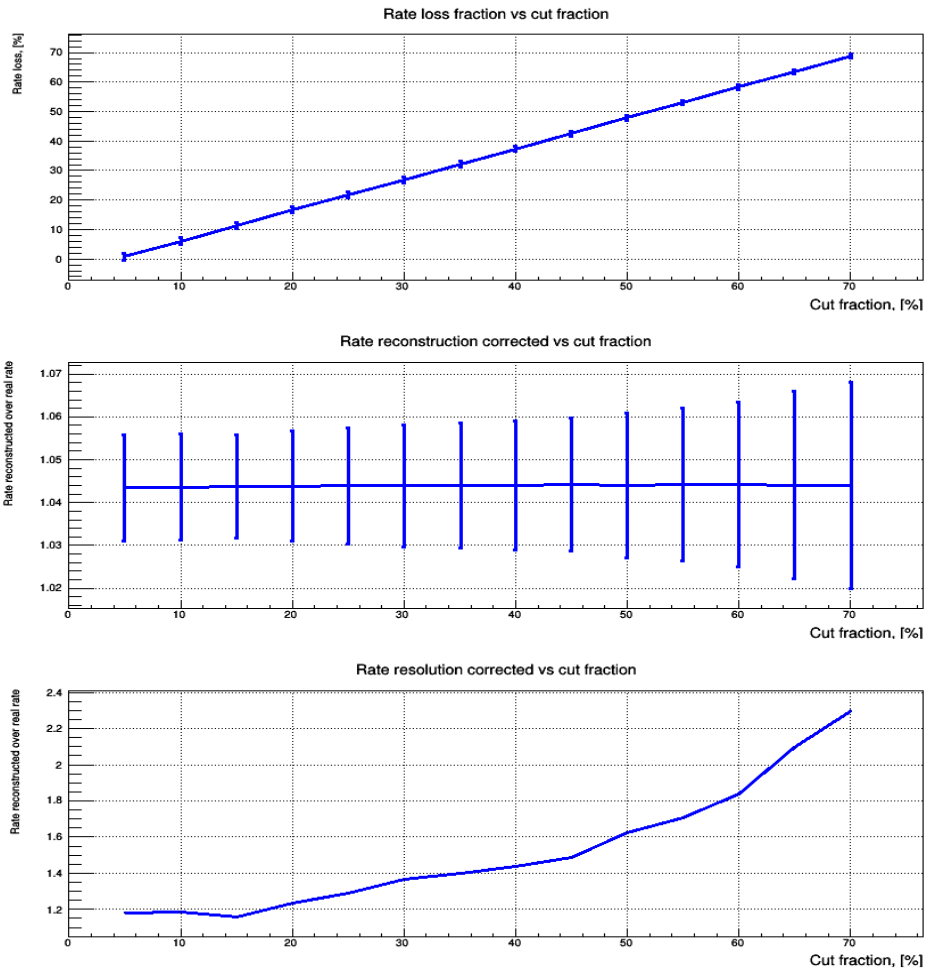 Rate loss fraction vs cut fraction
Rate loss, [%]
70
60
50
40
30
20
10
0
0 10 20 30 40 50 60 70
Cut fraction, [%]
Rate reconstruction corrected vs cut fraction
Rate reconstructed over real rate
1.07
1.06
1.05
1.04
1.03
1.02
0 10 20 30 40 50 60 70
Cut fraction, [%]
Rate resolution corrected vs cut fraction
Rate reconstructed over real rate
2.4
2.2
2
1.8
1.6
1.4
1.2
0 10 20 30 40 50 60 70
Cut fraction, [%]